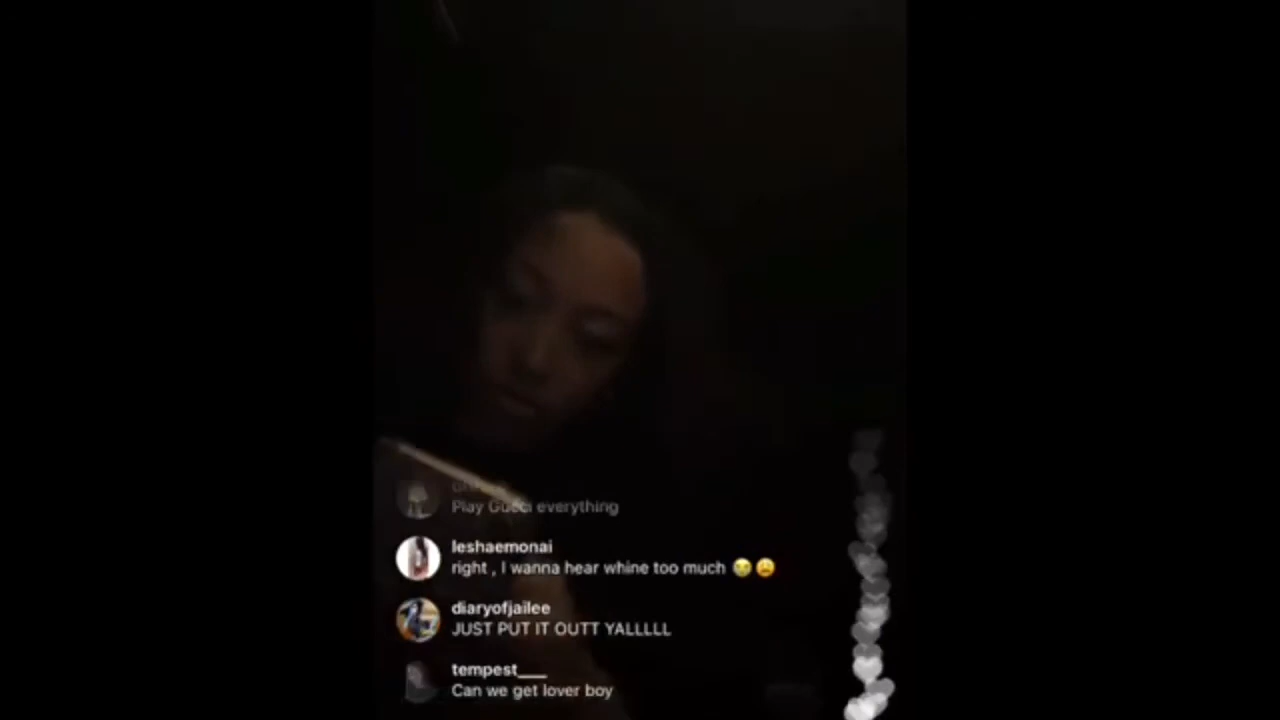 Play Gucci everything
leshaemonai
right , I wanna hear whine too much 😭😩
diaryofjailee
JUST PUT IT OUTT YALLLLL
tempest___
Can we get lover boy